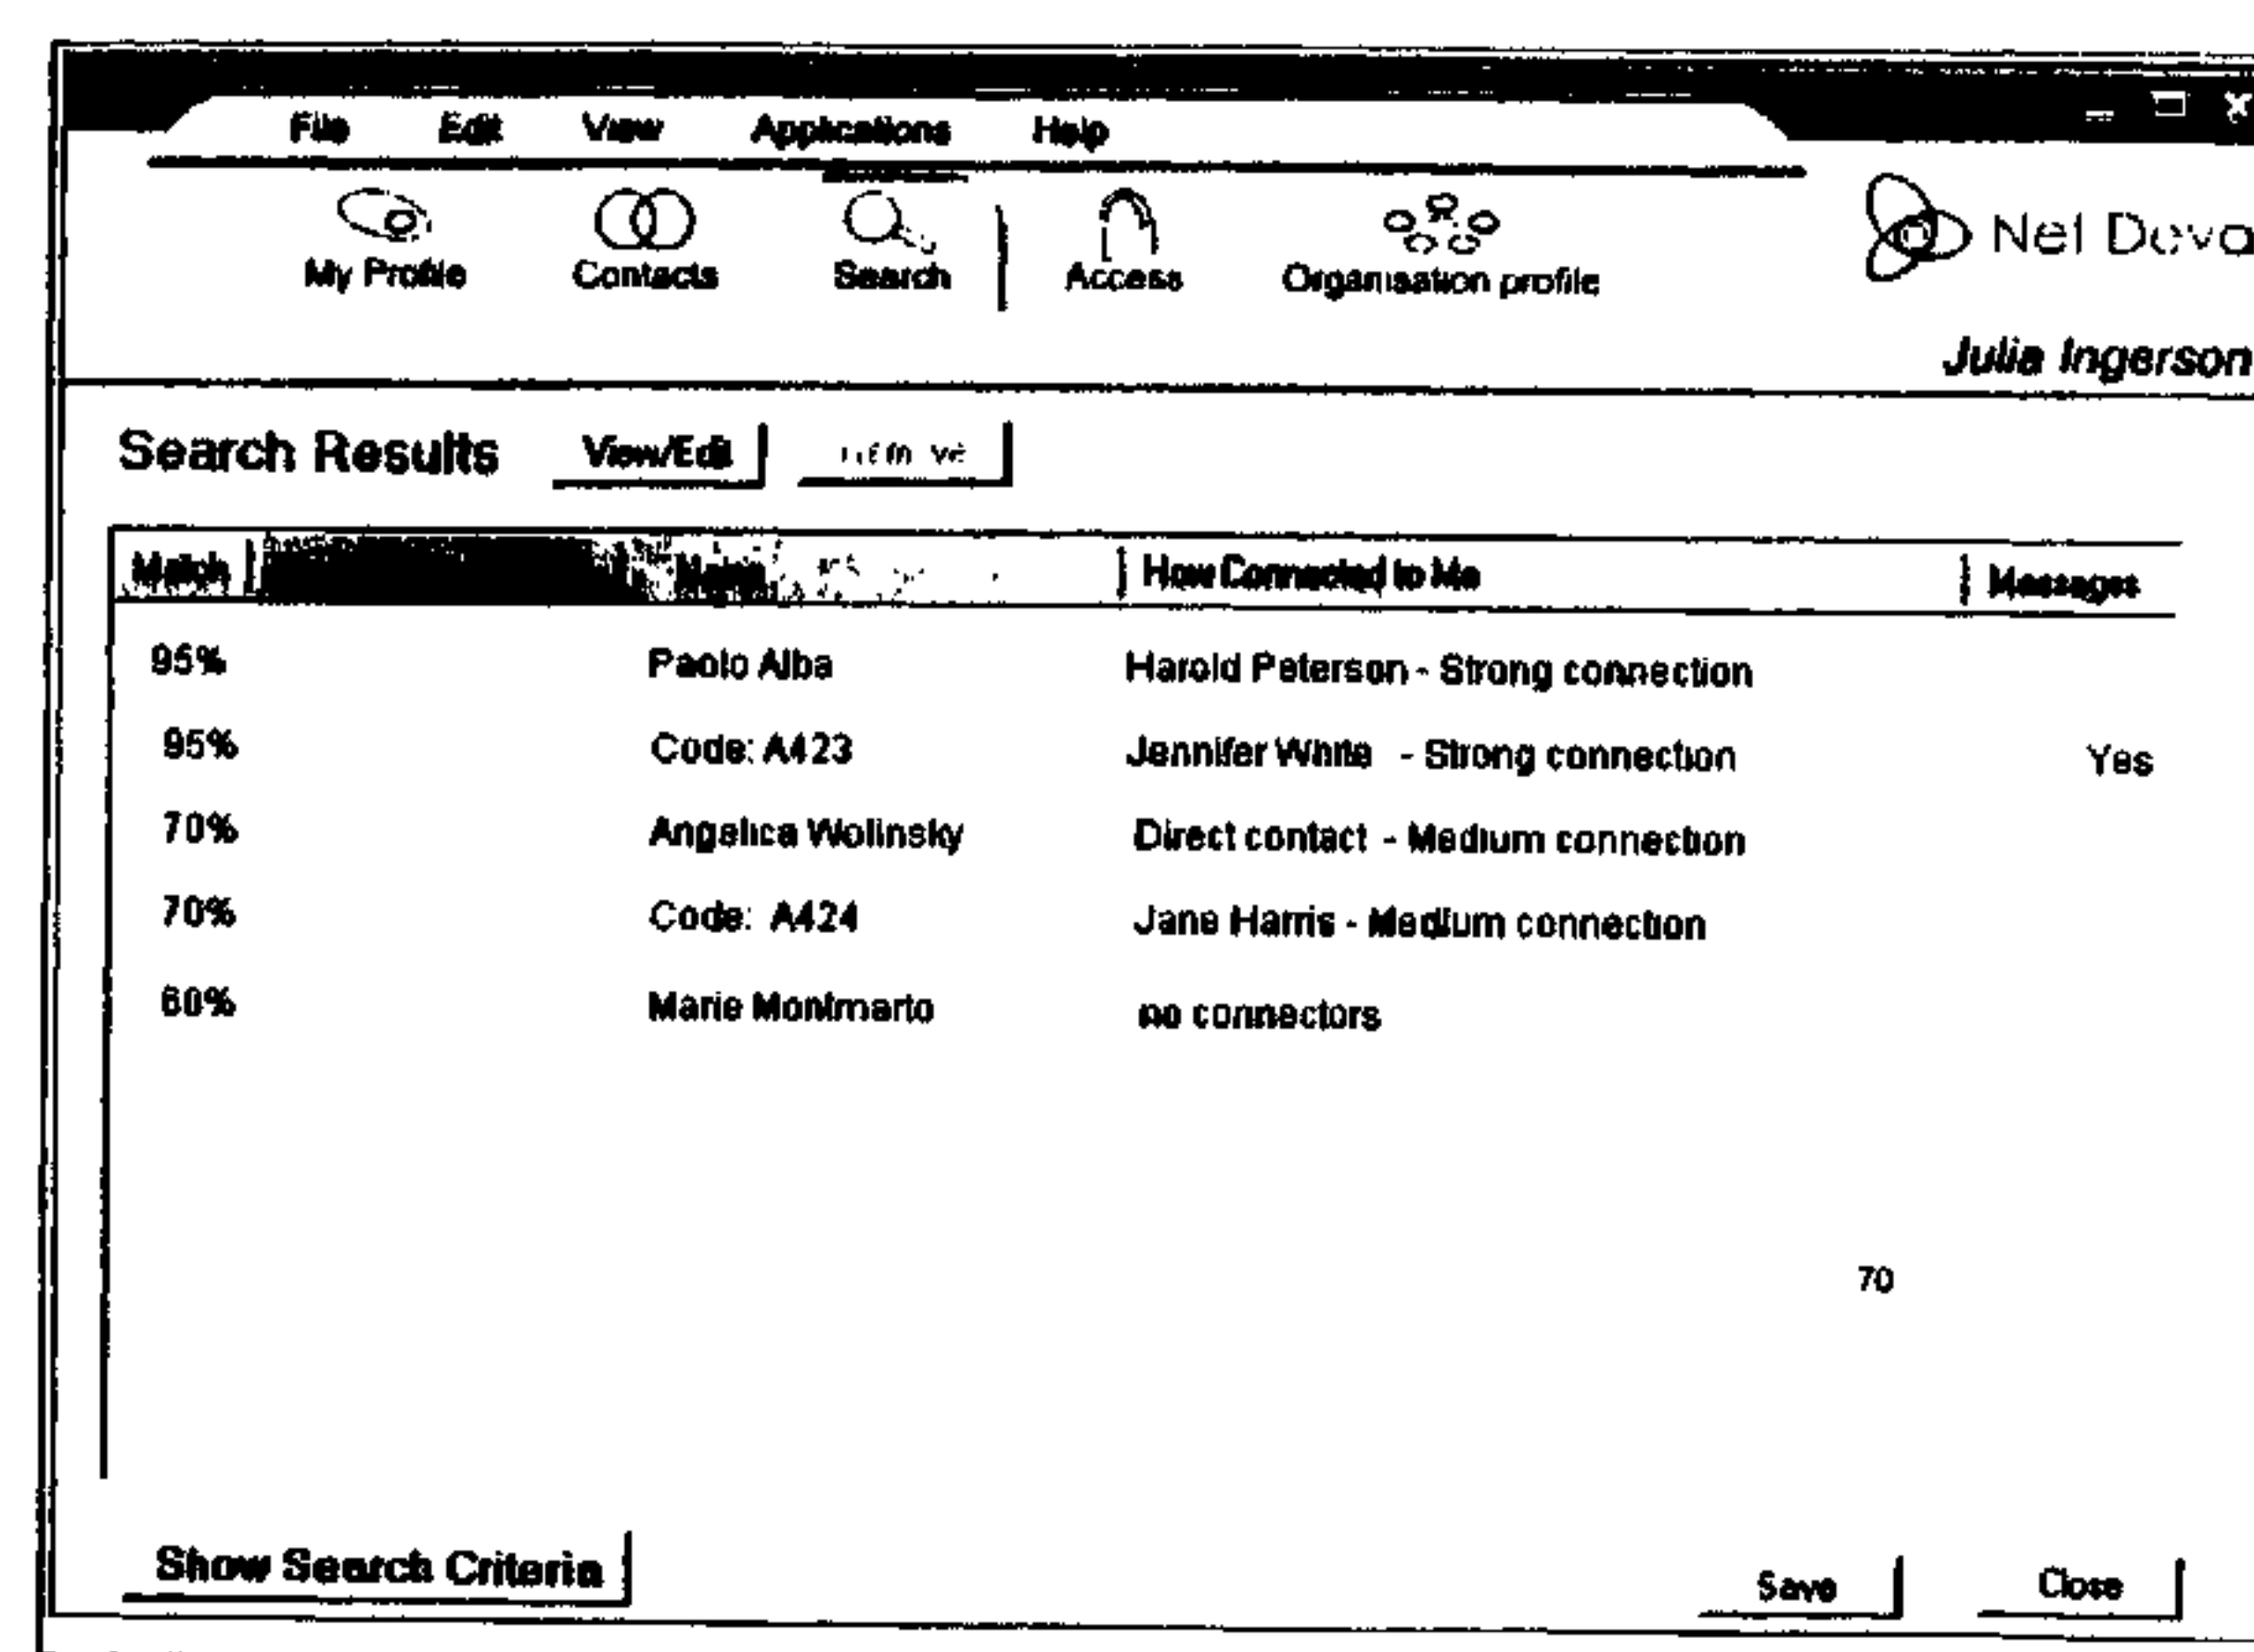 File Edit View Applications Help
My Profile Contacts Search Access Organisation profile
Julia Ingerson
Search Results View/Edit
Match Name How Connected to Me Messages
95% Paolo Alba Harold Peterson - Strong connection
95% Code: A423 Jennifer White - Strong connection Yes
70% Angelica Wolinsky Direct contact - Medium connection
70% Code: A424 Jane Harris - Medium connection
60% Marie Montmarto no connectors
70
Show Search Criteria Save Close